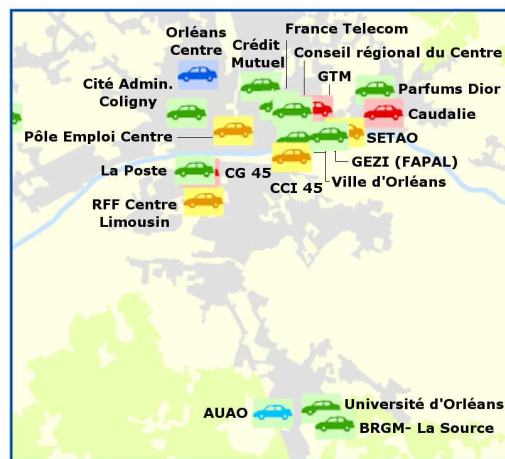 France Telecom
Orléans
Centre
Crédit
Mutuel
Conseil régional du Centre
GTM
Cité Admin.
Coligny
Parfums Dior
Caudalie
Pôle Emploi Centre
SETAO
GEZI (FAPAL)
La Poste
CG 45
CCI 45
Ville d'Orléans
RFF Centre
Limousin
AUAO
Université d'Orléans
BRGM- La Source